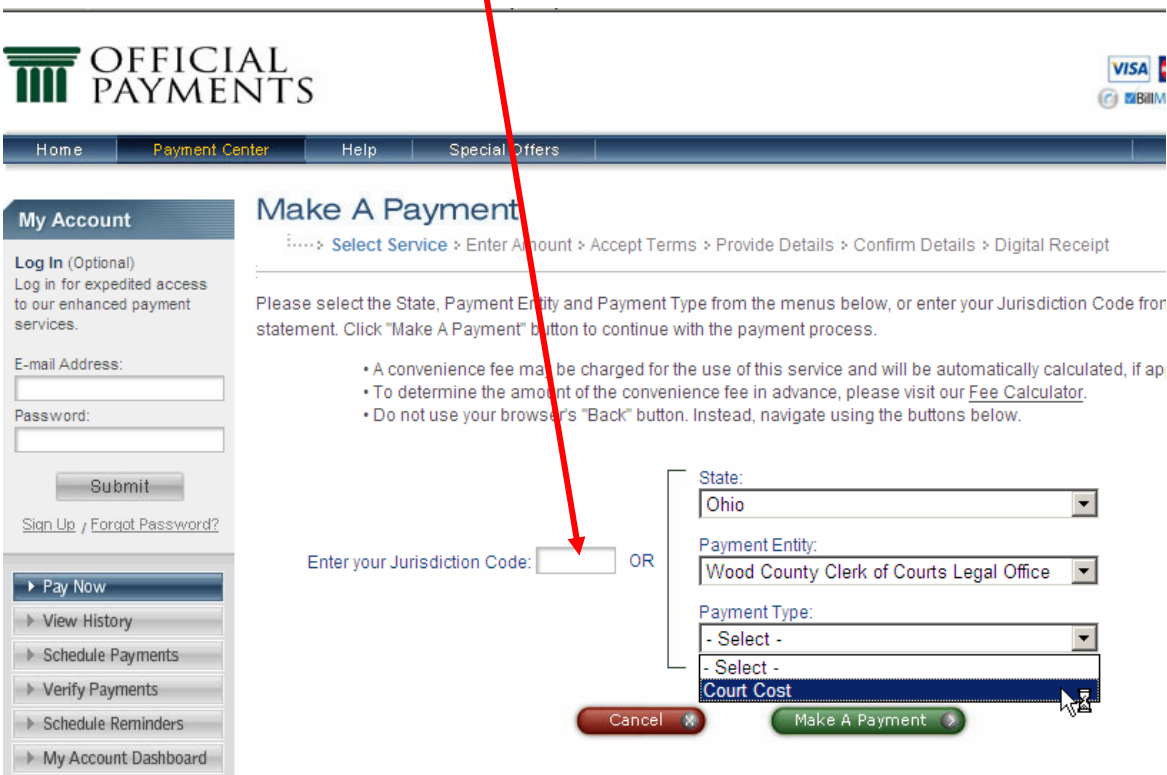 OFFICIAL
PAYMENTS
VISA
Home Payment Center Help Special Offers
My Account
Log In (Optional)
Log in for expedited access
to our enhanced payment
services.
E-mail Address:
Password:
Submit
Sign Up / Forgot Password?
Pay Now
View History
Schedule Payments
Verify Payments
Schedule Reminders
My Account Dashboard
Make A Payment
Select Service > Enter Amount > Accept Terms > Provide Details > Confirm Details > Digital Receipt
Please select the State, Payment Entity and Payment Type from the menus below, or enter your Jurisdiction Code from
statement. Click "Make A Payment" button to continue with the payment process.
• A convenience fee may be charged for the use of this service and will be automatically calculated, if
• To determine the amount of the convenience fee in advance, please visit our Fee Calculator.
• Do not use your browser's "Back" button. Instead, navigate using the buttons below.
Enter your Jurisdiction Code: OR
State:
Ohio
Payment Entity:
Wood County Clerk of Courts Legal Office
Payment Type:
- Select -
- Select -
Court Cost
Cancel
Make A Payment